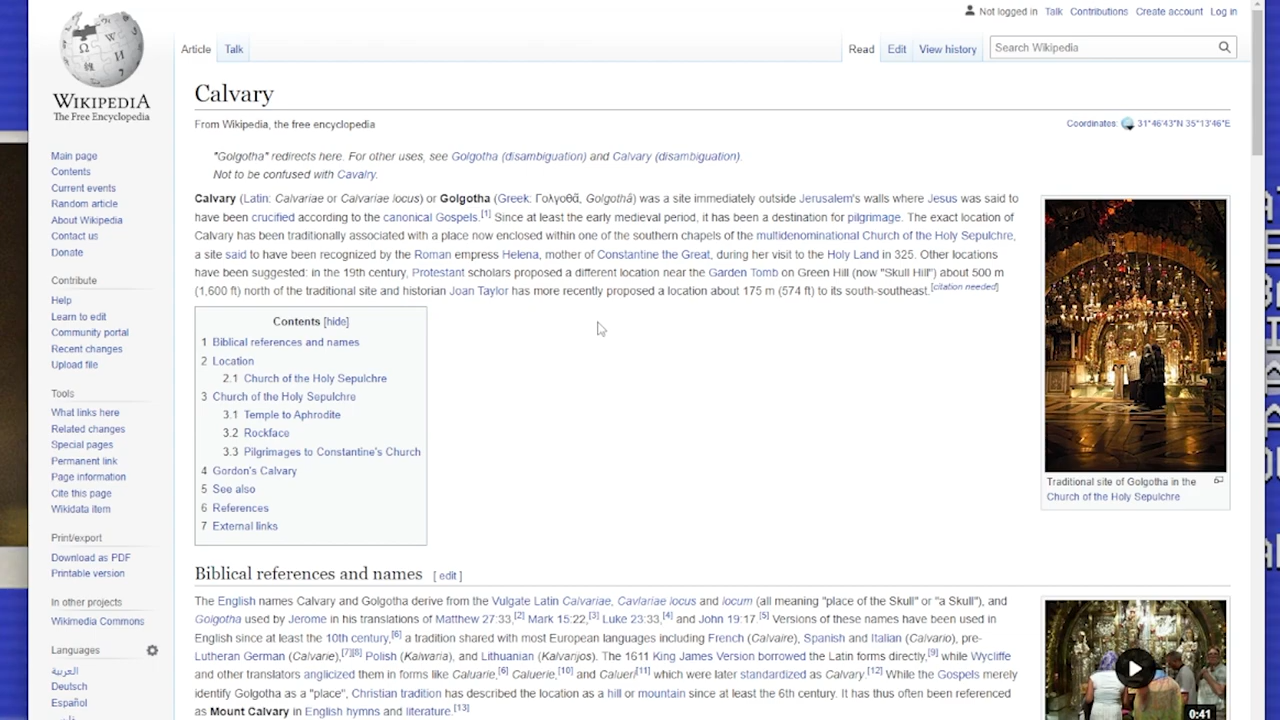 Not logged in Talk Contributions Create account Log in
Article Talk Read Edit View history Search Wikipedia
WIKIPEDIA
The Free Encyclopedia
Main page
Contents
Current events
Random article
About Wikipedia
Contact us
Donate
Contribute
Help
Learn to edit
Community portal
Recent changes
Upload file
Tools
What links here
Related changes
Special pages
Permanent link
Page information
Cite this page
Wikidata item
Print/export
Download as PDF
Printable version
In other projects
Wikimedia Commons
Languages
العربية
Deutsch
Español
Calvary
From Wikipedia, the free encyclopedia
Coordinates: 31°46′43″N 35°13′46″E
"Golgotha" redirects here. For other uses, see Golgotha (disambiguation) and Calvary (disambiguation).
Not to be confused with Cavalry.
Calvary (Latin: Calvariae or Calvariae locus) or Golgotha (Greek: Γολγοθᾶ, Golgothâ) was a site immediately outside Jerusalem's walls where Jesus was said to
have been crucified according to the canonical Gospels.[1] Since at least the early medieval period, it has been a destination for pilgrimage. The exact location of
Calvary has been traditionally associated with a place now enclosed within one of the southern chapels of the multidenominational Church of the Holy Sepulchre,
a site said to have been recognized by the Roman empress Helena, mother of Constantine the Great, during her visit to the Holy Land in 325. Other locations
have been suggested: in the 19th century, Protestant scholars proposed a different location near the Garden Tomb on Green Hill (now "Skull Hill") about 500 m
(1,600 ft) north of the traditional site and historian Joan Taylor has more recently proposed a location about 175 m (574 ft) to its south-southeast.[citation needed]
Traditional site of Golgotha in the
Church of the Holy Sepulchre
Contents [hide]
1 Biblical references and names
2 Location
2.1 Church of the Holy Sepulchre
3 Church of the Holy Sepulchre
3.1 Temple to Aphrodite
3.2 Rockface
3.3 Pilgrimages to Constantine's Church
4 Gordon's Calvary
5 See also
6 References
7 External links
Biblical references and names [ edit ]
The English names Calvary and Golgotha derive from the Vulgate Latin Calvariae, Cavlariae locus and locum (all meaning "place of the Skull" or "a Skull"), and
Golgotha used by Jerome in his translations of Matthew 27:33,[2] Mark 15:22,[3] Luke 23:33,[4] and John 19:17.[5] Versions of these names have been used in
English since at least the 10th century,[6] a tradition shared with most European languages including French (Calvaire), Spanish and Italian (Calvario), pre-
Lutheran German (Calvarie),[7][8] Polish (Kalwaria), and Lithuanian (Kalvarijos). The 1611 King James Version borrowed the Latin forms directly,[9] while Wycliffe
and other translators anglicized them in forms like Caluarie,[6] Caluerie,[10] and Calueri[11] which were later standardized as Calvary.[12] While the Gospels merely
identify Golgotha as a "place", Christian tradition has described the location as a hill or mountain since at least the 6th century. It has thus often been referenced
as Mount Calvary in English hymns and literature.[13]
0:41